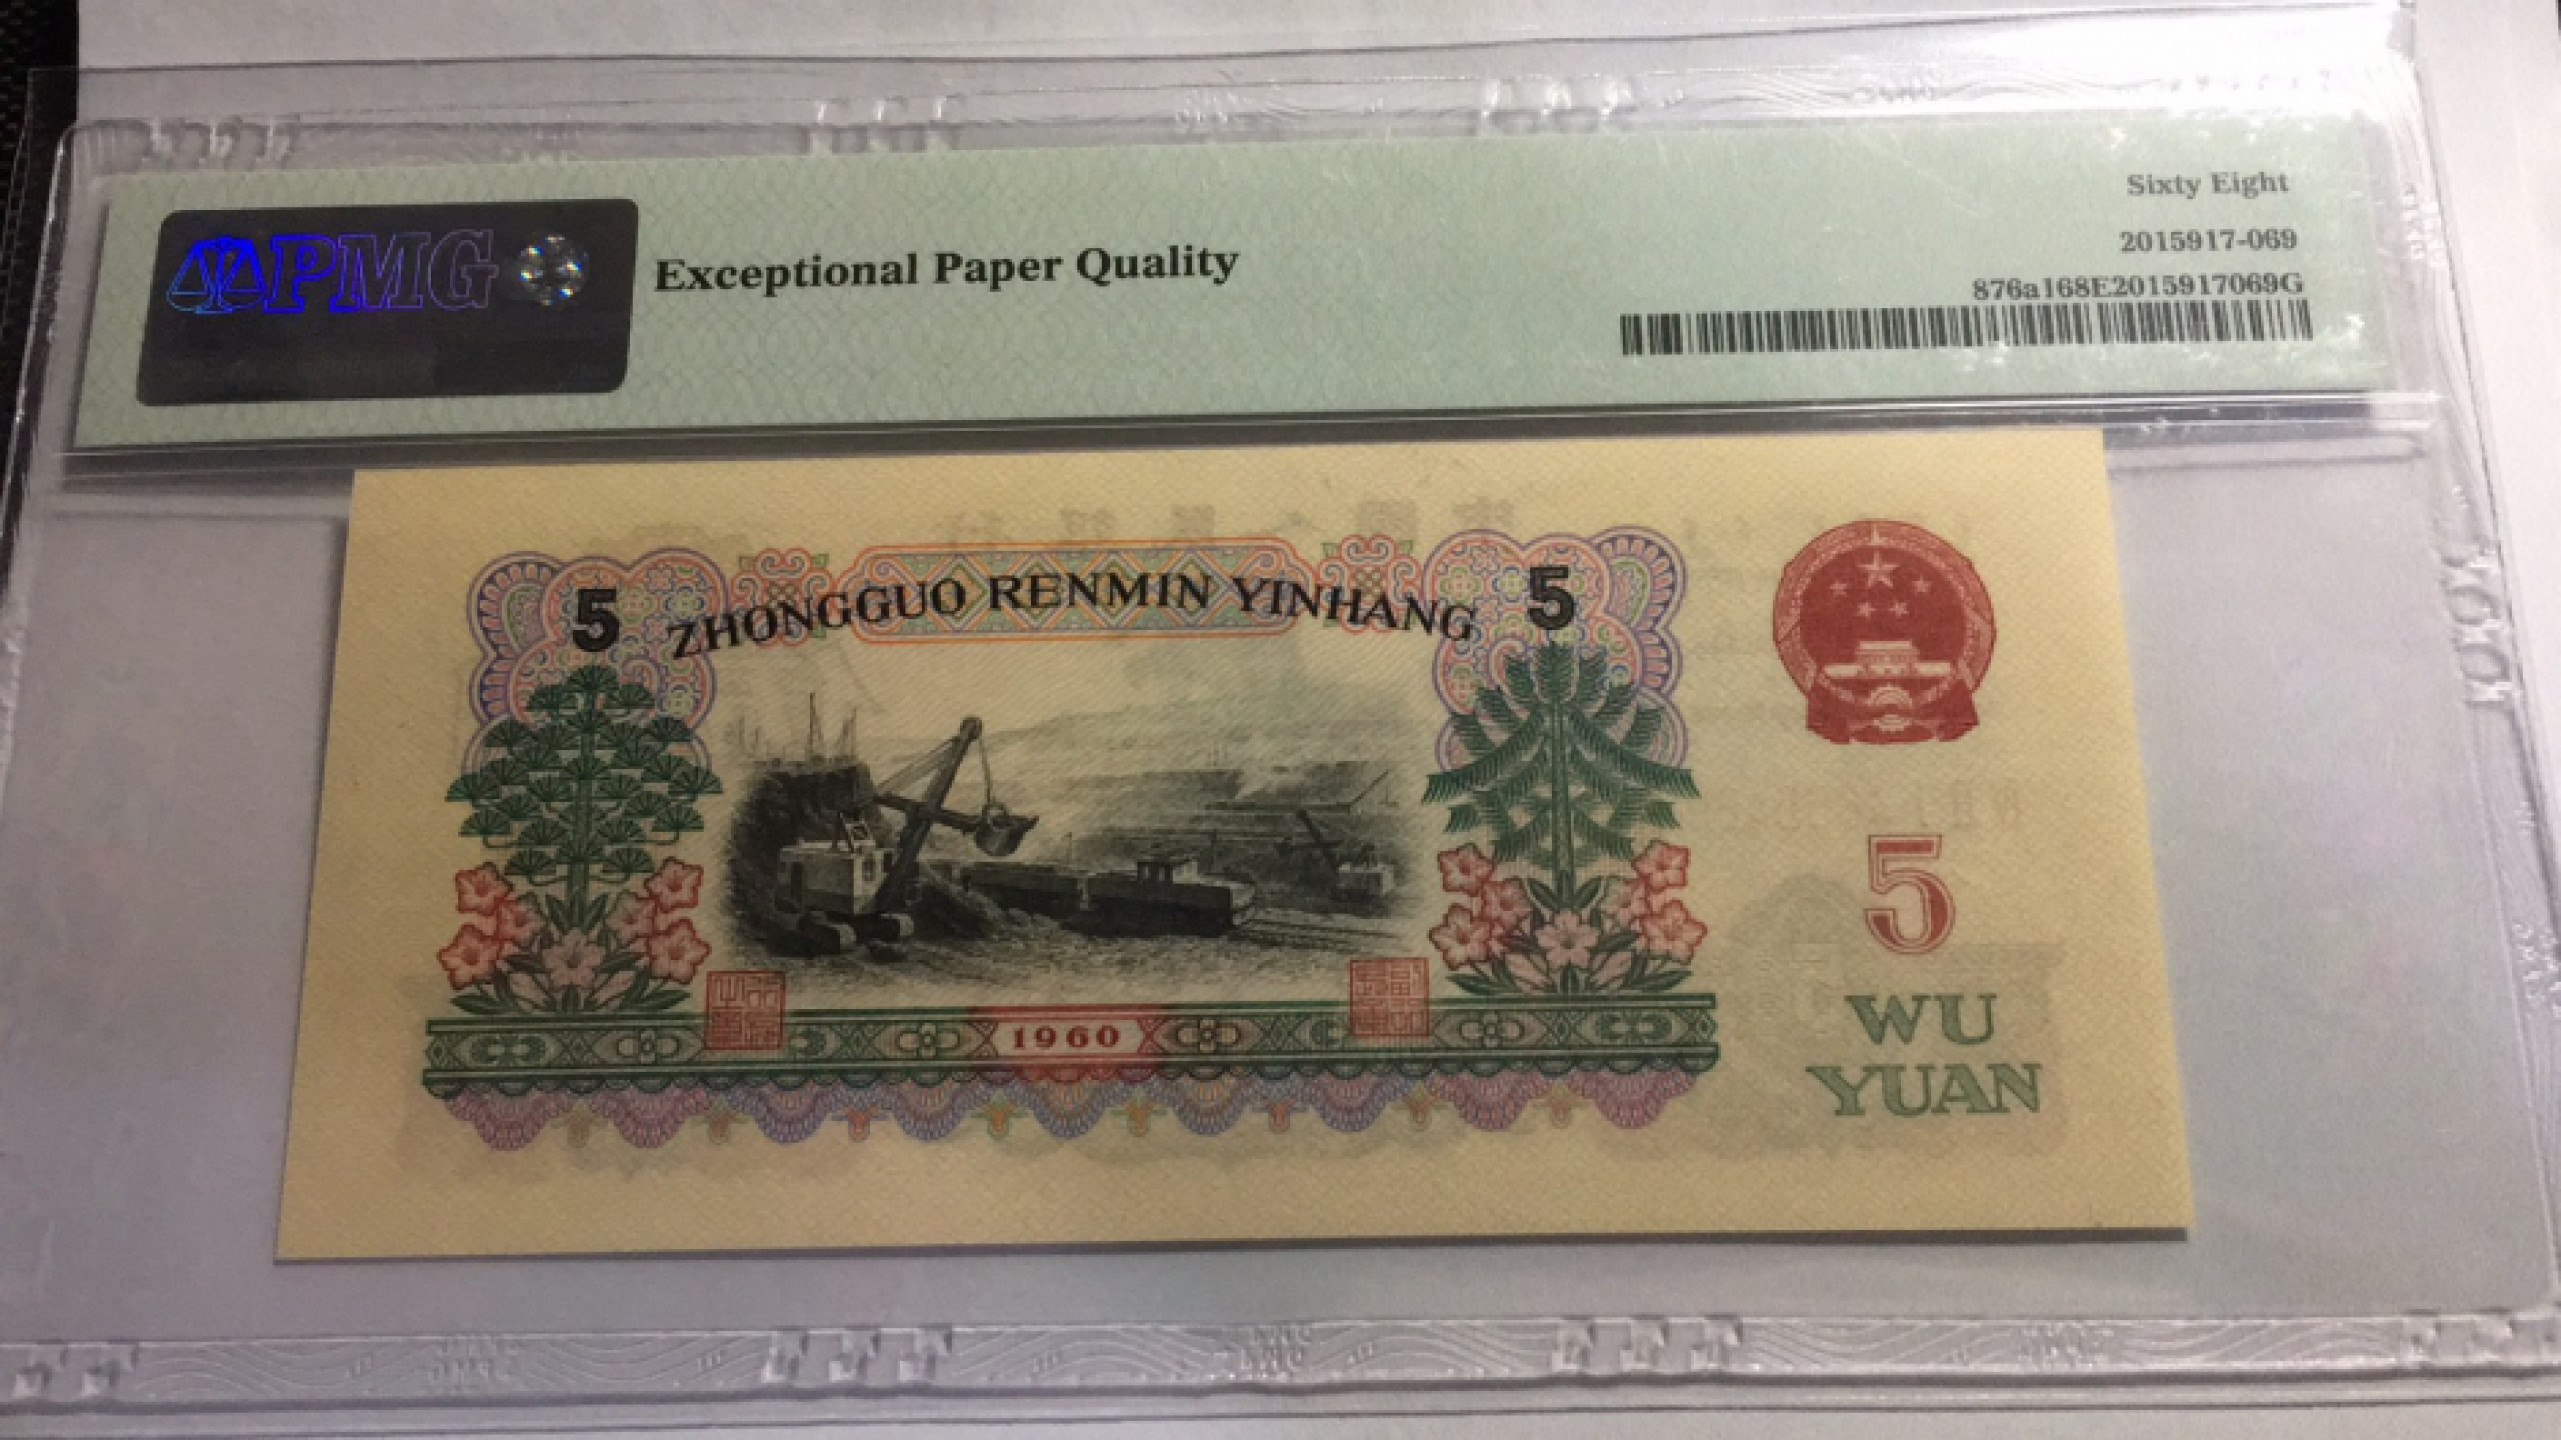 Sixty Eight
2015917-069
PMG
Exceptional Paper Quality
876a168E2015917069G
5 ZHONGGUO RENMIN YINHANG 5
5
WU
YUAN
1960